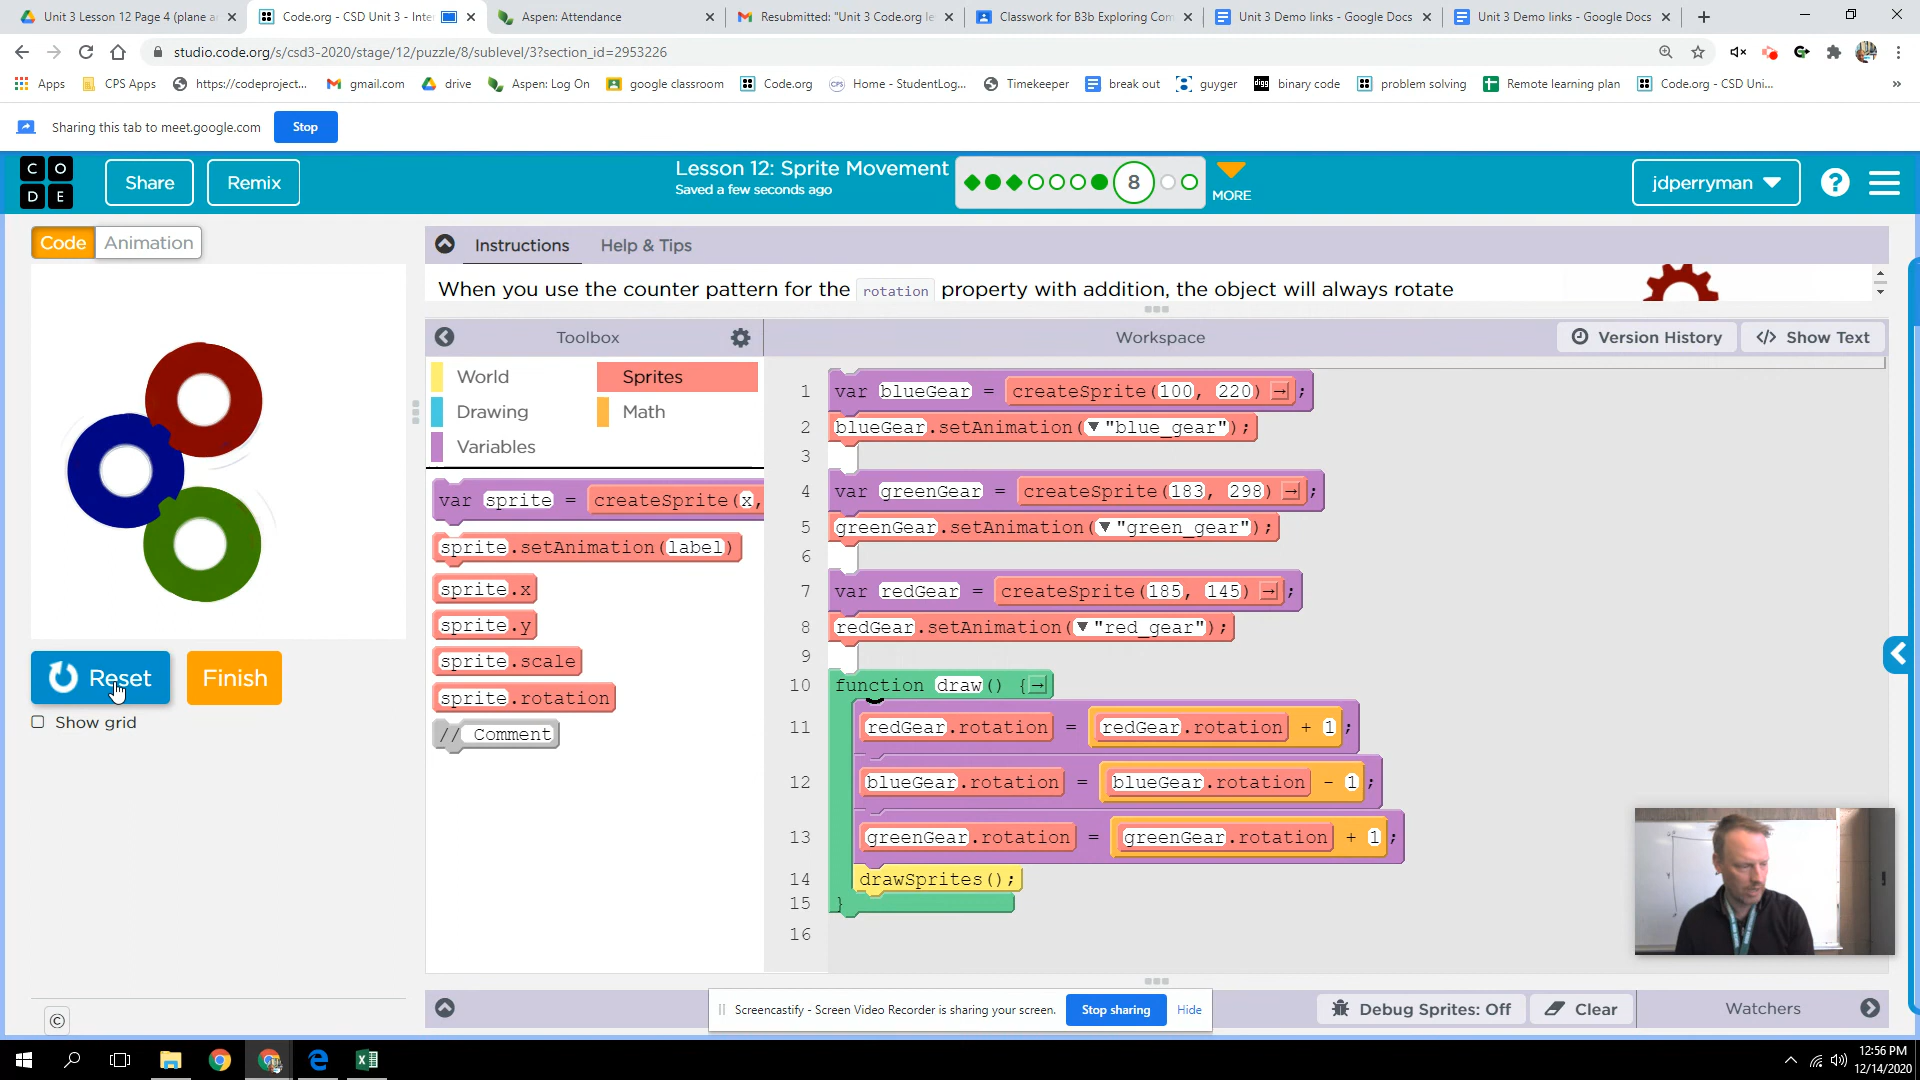 Unit 3 Lesson 12 Page 4 (plane a
Code.org - CSD Unit 3 - Inter
Aspen: Attendance
Resubmitted: "Unit 3 Code.org le
Classwork for B3b Exploring Com
Unit 3 Demo links - Google Docs
Unit 3 Demo links - Google Docs
studio.code.org/s/csd3-2020/stage/12/puzzle/8/sublevel/3?section_id=2953226
Apps
CPS Apps
https://codeproject...
gmail.com
drive
Aspen: Log On
google classroom
Code.org
Home - StudentLog...
Timekeeper
break out
guyger
binary code
problem solving
Remote learning plan
Code.org - CSD Uni...
Sharing this tab to meet.google.com
Stop
C O
D E
Share
Remix
Lesson 12: Sprite Movement
Saved a few seconds ago
8
MORE
jdperryman
?
Code
Animation
Instructions
Help & Tips
When you use the counter pattern for the rotation property with addition, the object will always rotate
Toolbox
Workspace
Version History
</> Show Text
World
Sprites
Drawing
Math
Variables
var sprite = createSprite(x,
sprite.setAnimation(label)
sprite.x
sprite.y
sprite.scale
sprite.rotation
// Comment
1 var blueGear = createSprite(100, 220) → ;
2 blueGear.setAnimation(▼"blue_gear");
3
4 var greenGear = createSprite(183, 298) → ;
5 greenGear.setAnimation(▼"green_gear");
6
7 var redGear = createSprite(185, 145) → ;
8 redGear.setAnimation(▼"red_gear");
9
10 function draw() {→
11 redGear.rotation = redGear.rotation + 1;
12 blueGear.rotation = blueGear.rotation - 1;
13 greenGear.rotation = greenGear.rotation + 1;
14 drawSprites();
15 }
16
Reset
Finish
Show grid
©
Screencastify - Screen Video Recorder is sharing your screen.
Stop sharing
Hide
Debug Sprites: Off
Clear
Watchers
12:56 PM
12/14/2020